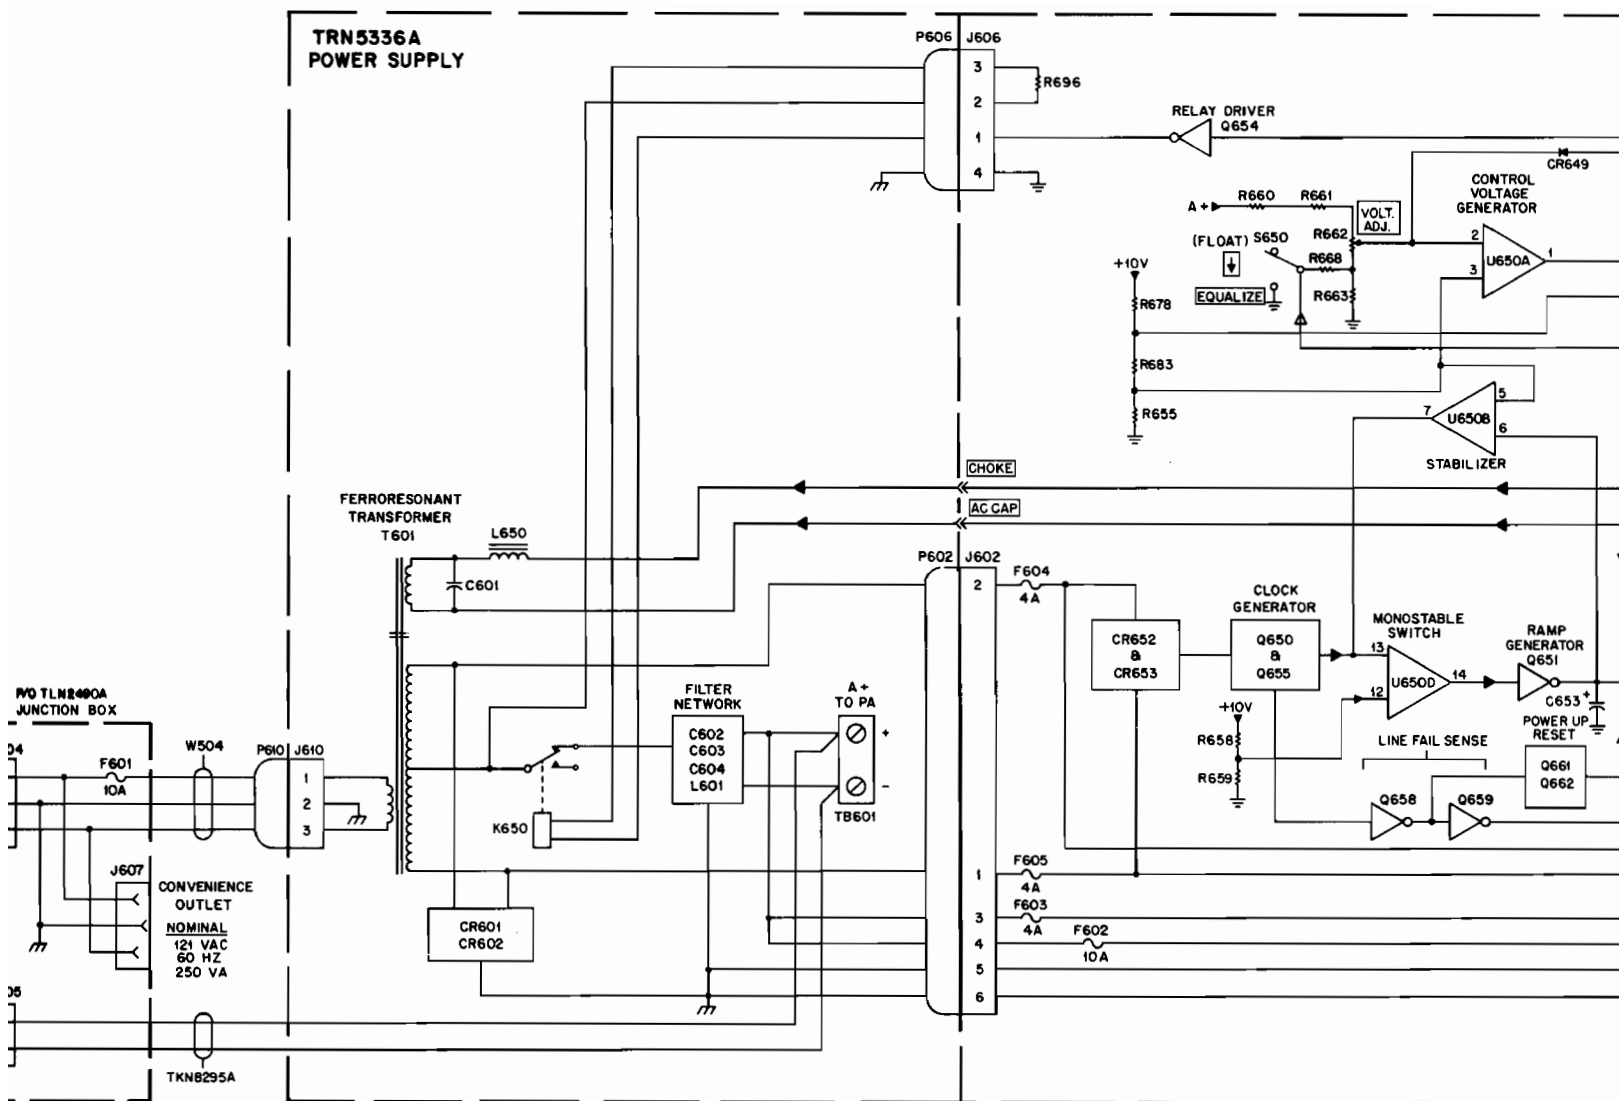 TRN5336A
POWER SUPPLY
P606 J606
3
2
1
4
R696
RELAY DRIVER
Q654
CR649
CONTROL
VOLTAGE
GENERATOR
A+
R660
R661
VOLT.
ADJ.
R662
(FLOAT)
S650
R668
EQUALIZE
R663
2
3
U650A
1
+10V
R678
R683
R655
5
7
U650B
6
STABILIZER
CHOKE
AC CAP
FERRORESONANT
TRANSFORMER
T601
L650
C601
P602 J602
2
F604
4A
CLOCK
GENERATOR
MONOSTABLE
SWITCH
RAMP
GENERATOR
Q651
CR652
&
CR653
Q650
&
Q655
13
U650D
14
12
C653
+
+10V
R658
R659
POWER UP
RESET
LINE FAIL SENSE
Q661
Q662
Q658
Q659
P/O TLN2490A
JUNCTION BOX
04
F601
10A
W504
P610 J610
1
2
3
FILTER
NETWORK
C602
C603
C604
L601
A+
TO PA
+
-
TB601
K650
J607
CONVENIENCE
OUTLET
NOMINAL
121 VAC
60 HZ
250 VA
CR601
CR602
1
F605
4A
3
F603
4A
4
F602
10A
5
6
05
TKN8295A